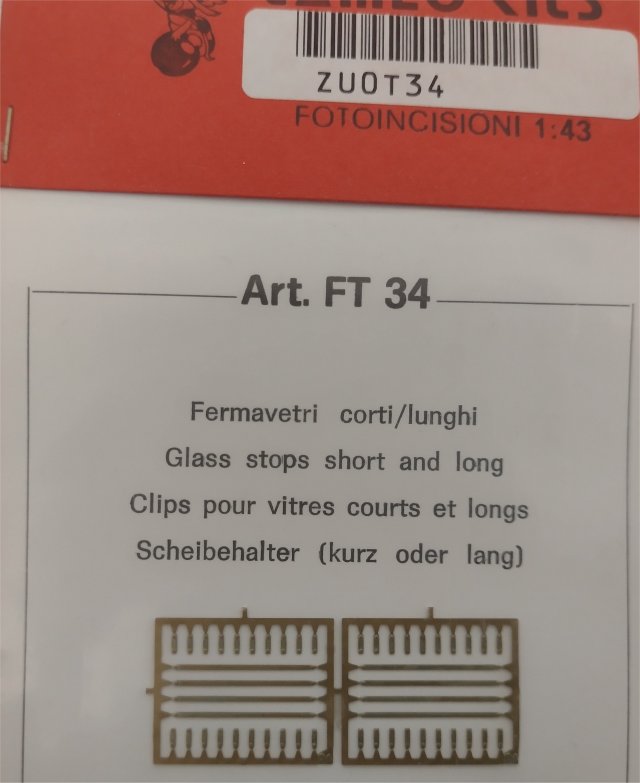 ZU0T34
FOTOINCISIONI 1:43
Art. FT 34
Fermavetri corti/lunghi
Glass stops short and long
Clips pour vitres courts et longs
Scheibehalter (kurz oder lang)